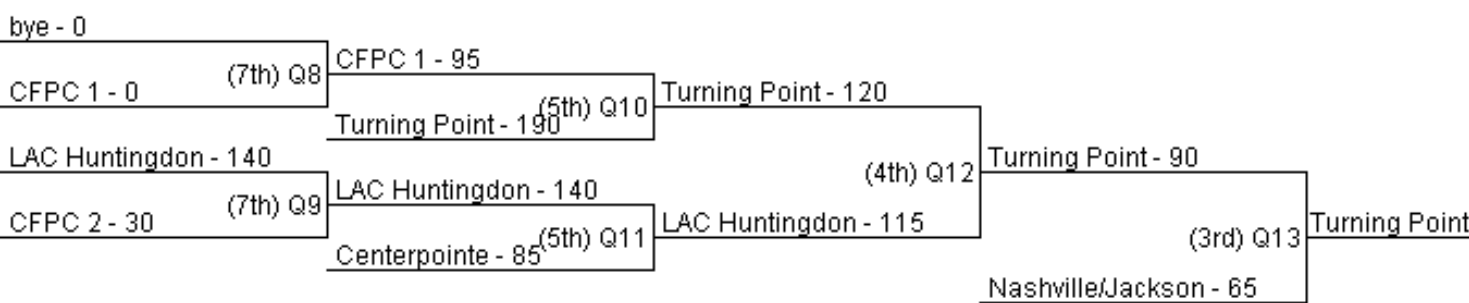 bye - 0
(7th) Q8
CFPC 1 - 95
CFPC 1 - 0
(5th) Q10
Turning Point - 120
Turning Point - 190
LAC Huntingdon - 140
(4th) Q12
Turning Point - 90
(7th) Q9
LAC Huntingdon - 140
CFPC 2 - 30
(5th) Q11
LAC Huntingdon - 115
(3rd) Q13
Turning Point
Centerpointe - 85
Nashville/Jackson - 65